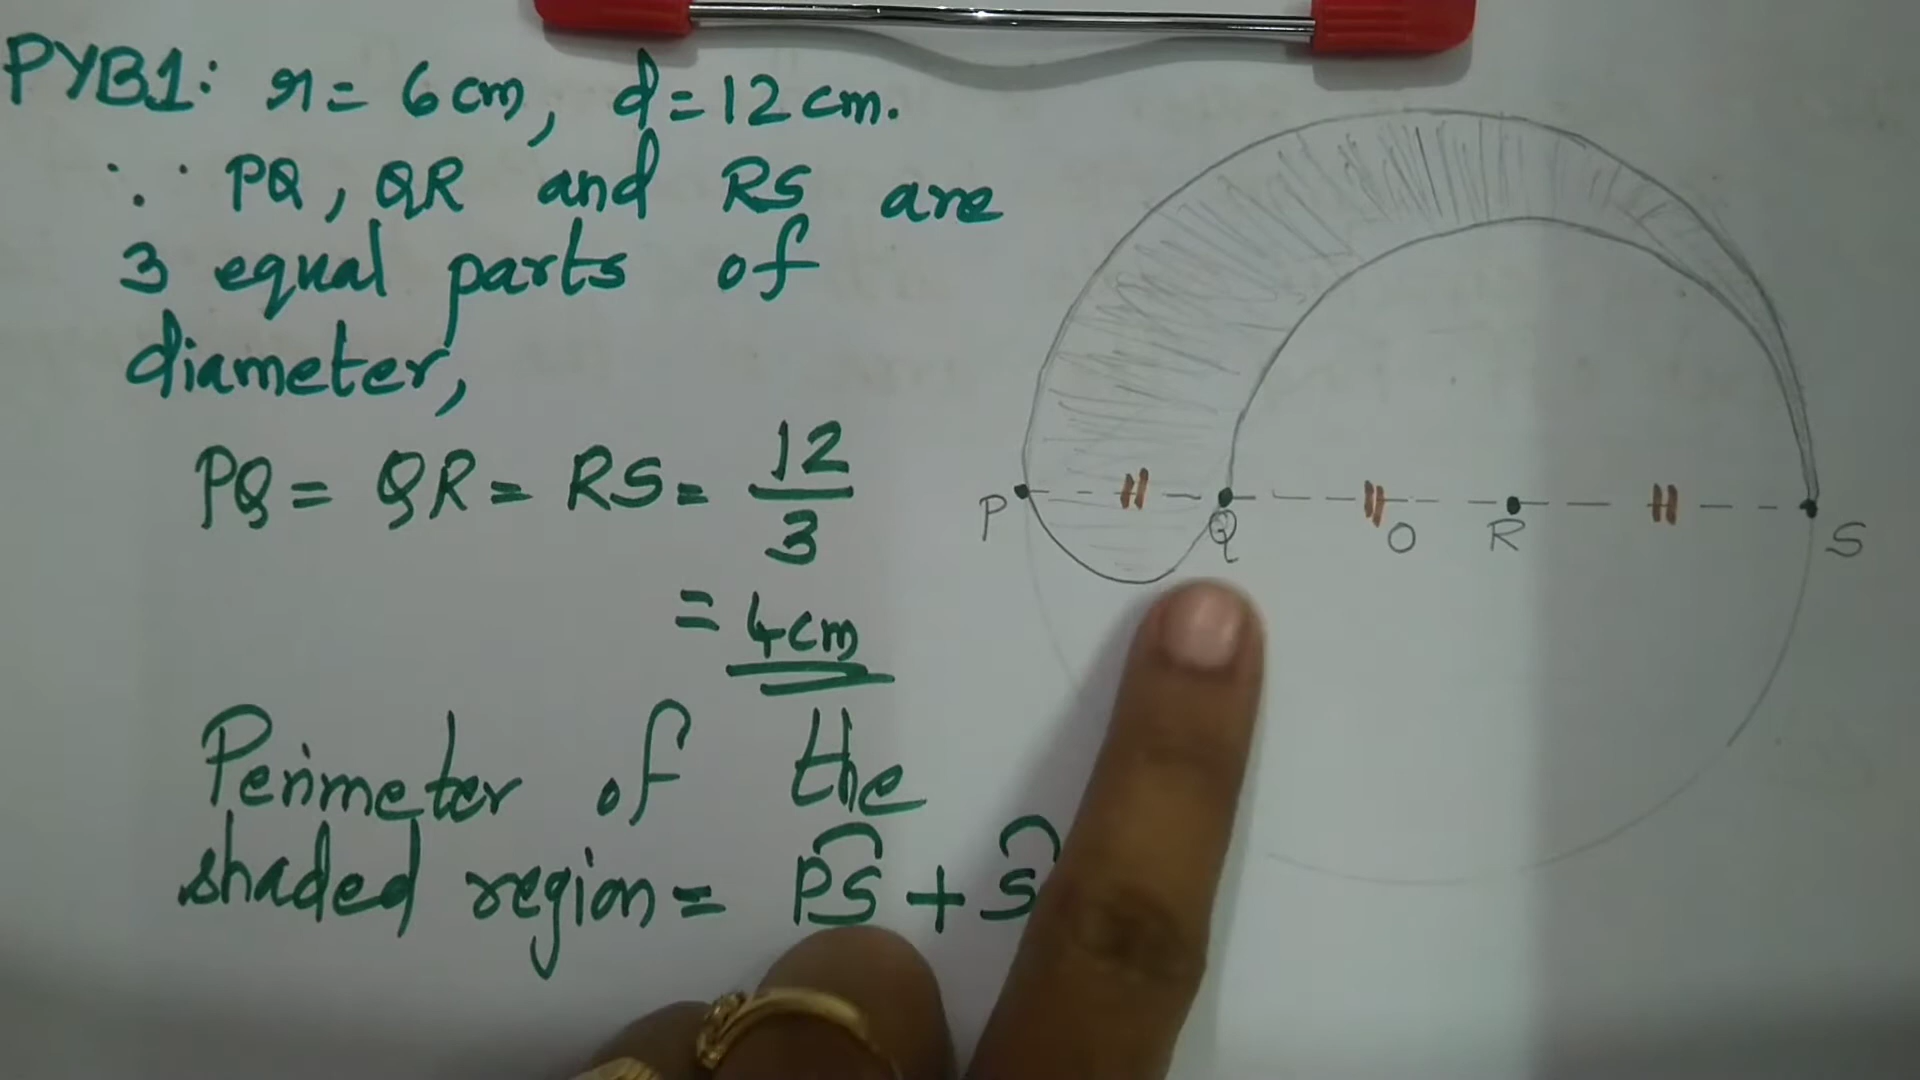 PYB1: r = 6 cm, d = 12 cm.
∵ PQ, QR and RS are
3 equal parts of
diameter,
PQ = QR = RS = 12/3
= 4cm
Perimeter of the
shaded region = PS + S
P Q O R S